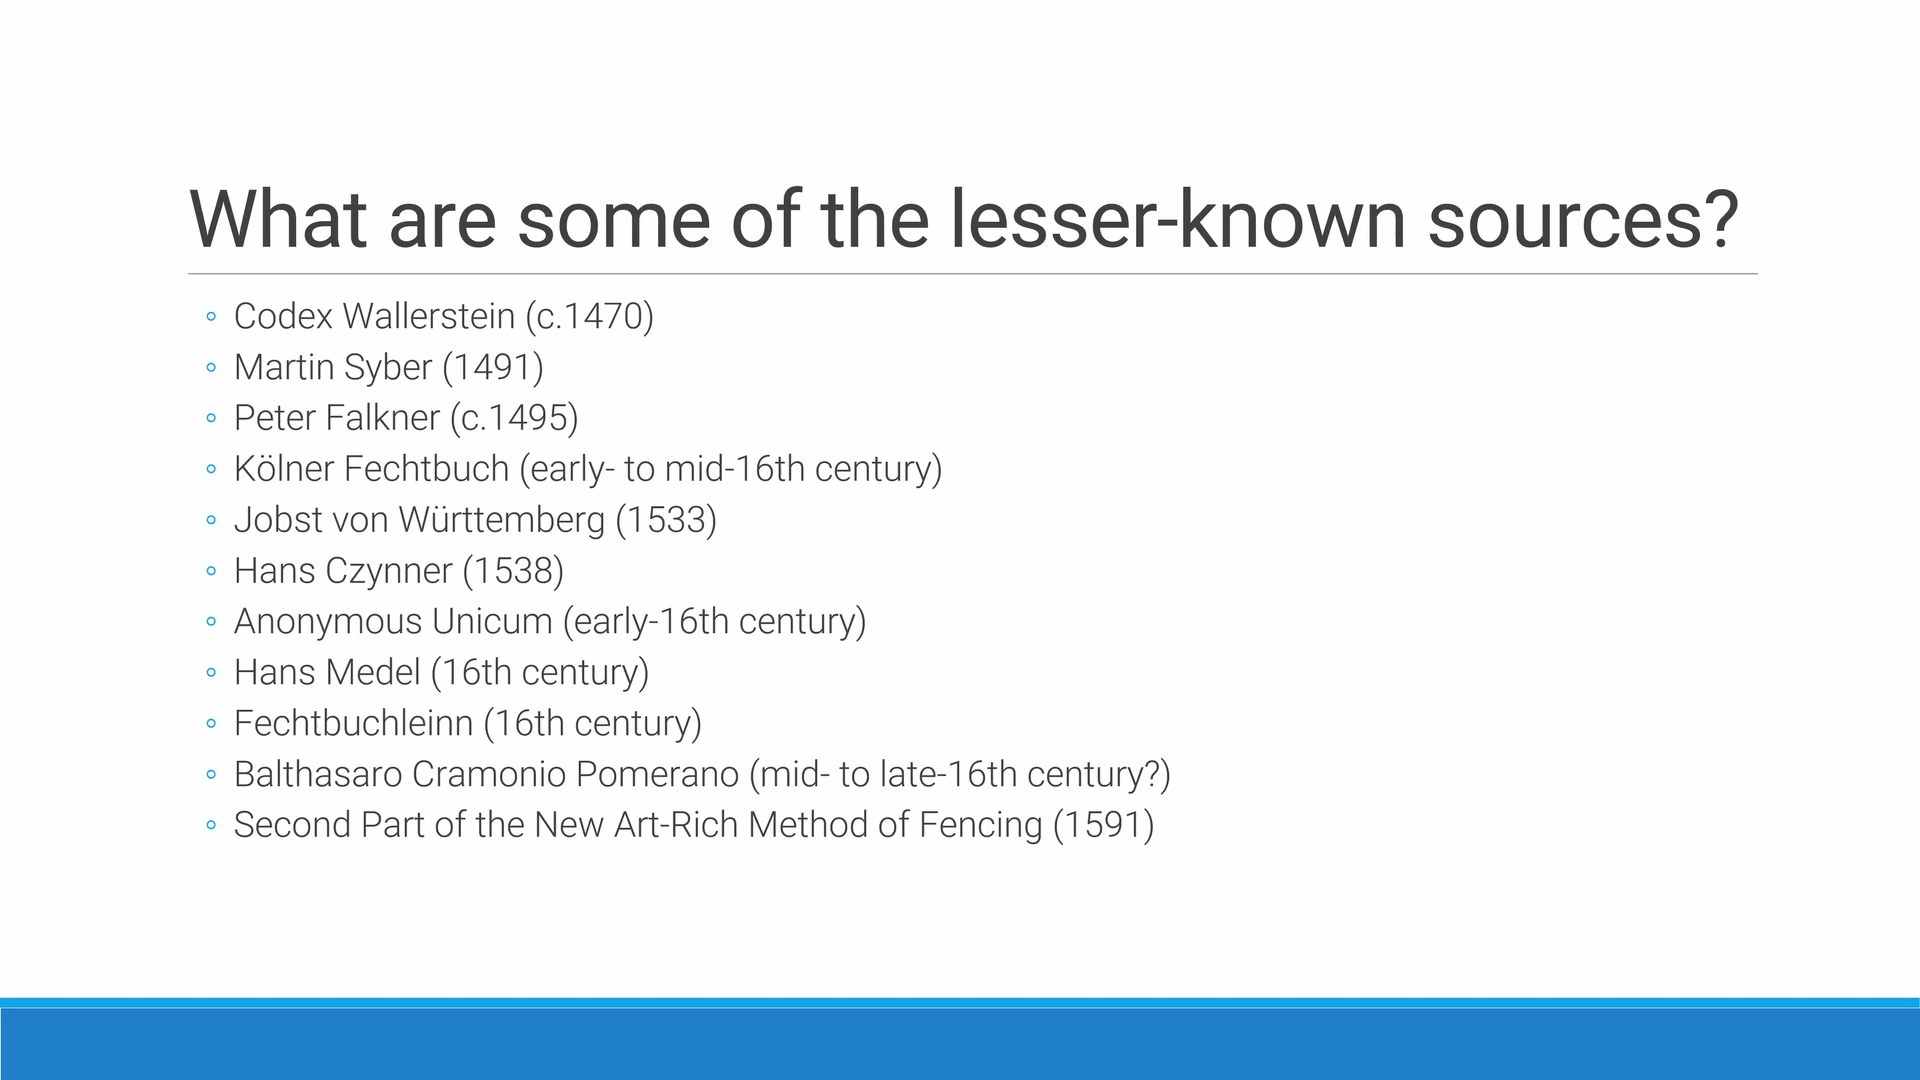 What are some of the lesser-known sources?
◦ Codex Wallerstein (c.1470)
◦ Martin Syber (1491)
◦ Peter Falkner (c.1495)
◦ Kölner Fechtbuch (early- to mid-16th century)
◦ Jobst von Württemberg (1533)
◦ Hans Czynner (1538)
◦ Anonymous Unicum (early-16th century)
◦ Hans Medel (16th century)
◦ Fechtbuchleinn (16th century)
◦ Balthasaro Cramonio Pomerano (mid- to late-16th century?)
◦ Second Part of the New Art-Rich Method of Fencing (1591)